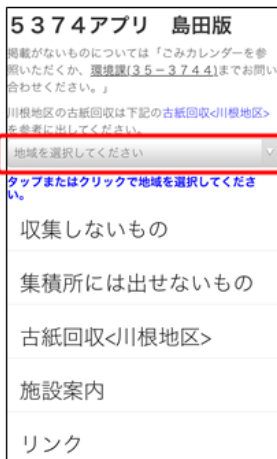 5374アプリ　島田版
掲載がないものについては「ごみカレンダーを参
照いただくか、環境課(35-3744)までお問い
合わせください。」
川根地区の古紙回収は下記の古紙回収<川根地区>
を参考に出してください。
地域を選択してください
タップまたはクリックで地域を選択してくださ
い。
収集しないもの
集積所には出せないもの
古紙回収<川根地区>
施設案内
リンク